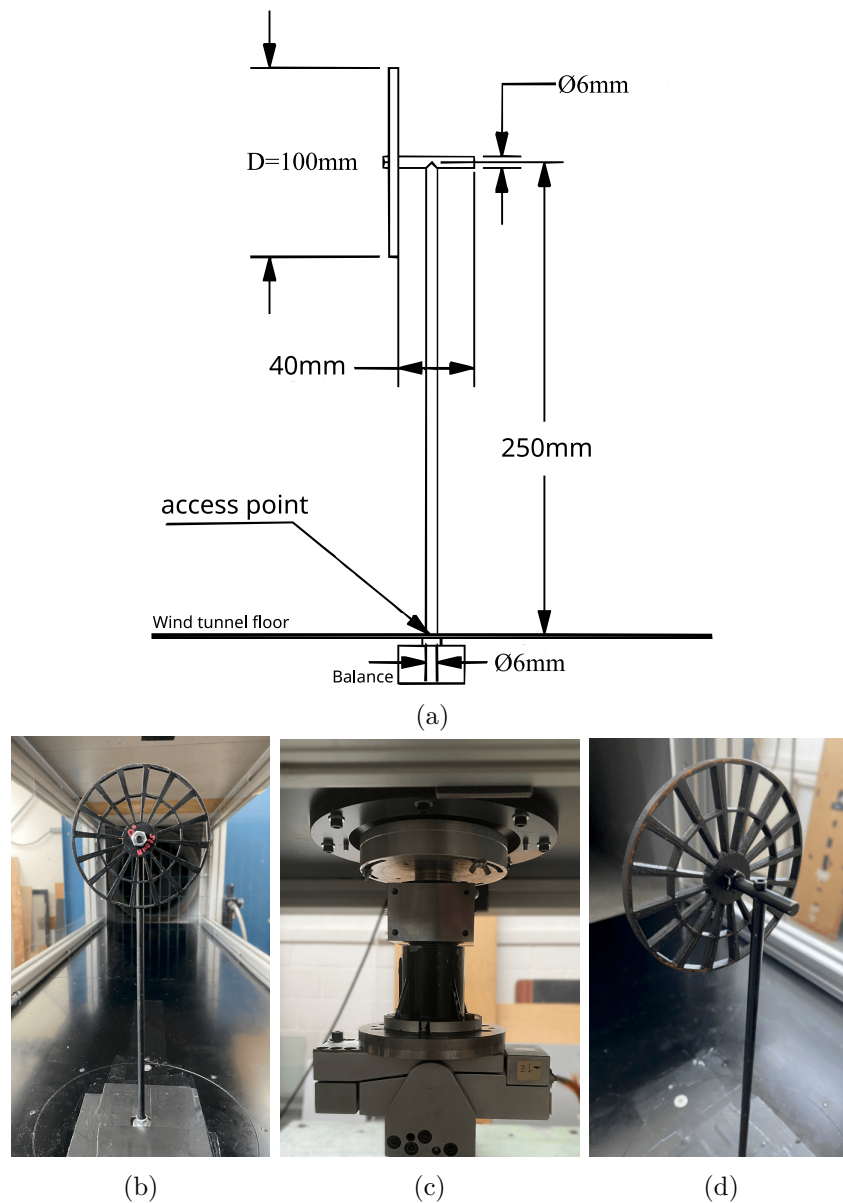 Ø6mm
D=100mm
40mm
250mm
access point
Wind tunnel floor
Balance
Ø6mm
(a)
(b)
(c)
(d)